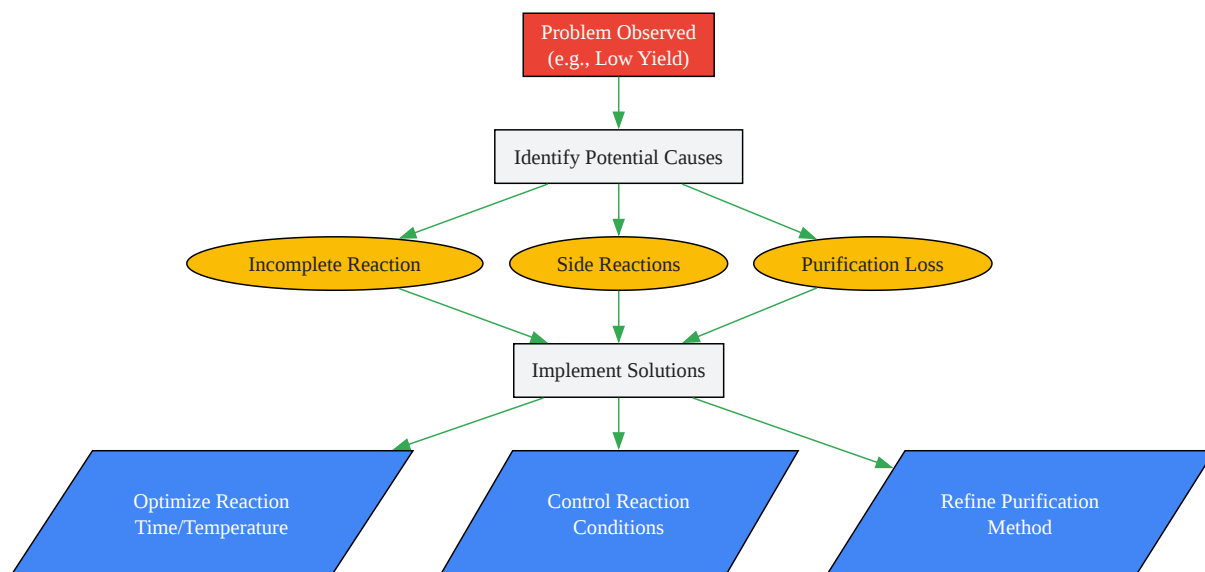 Problem Observed
(e.g., Low Yield)
Identify Potential Causes
Incomplete Reaction
Side Reactions
Purification Loss
Implement Solutions
Optimize Reaction
Time/Temperature
Control Reaction
Conditions
Refine Purification
Method